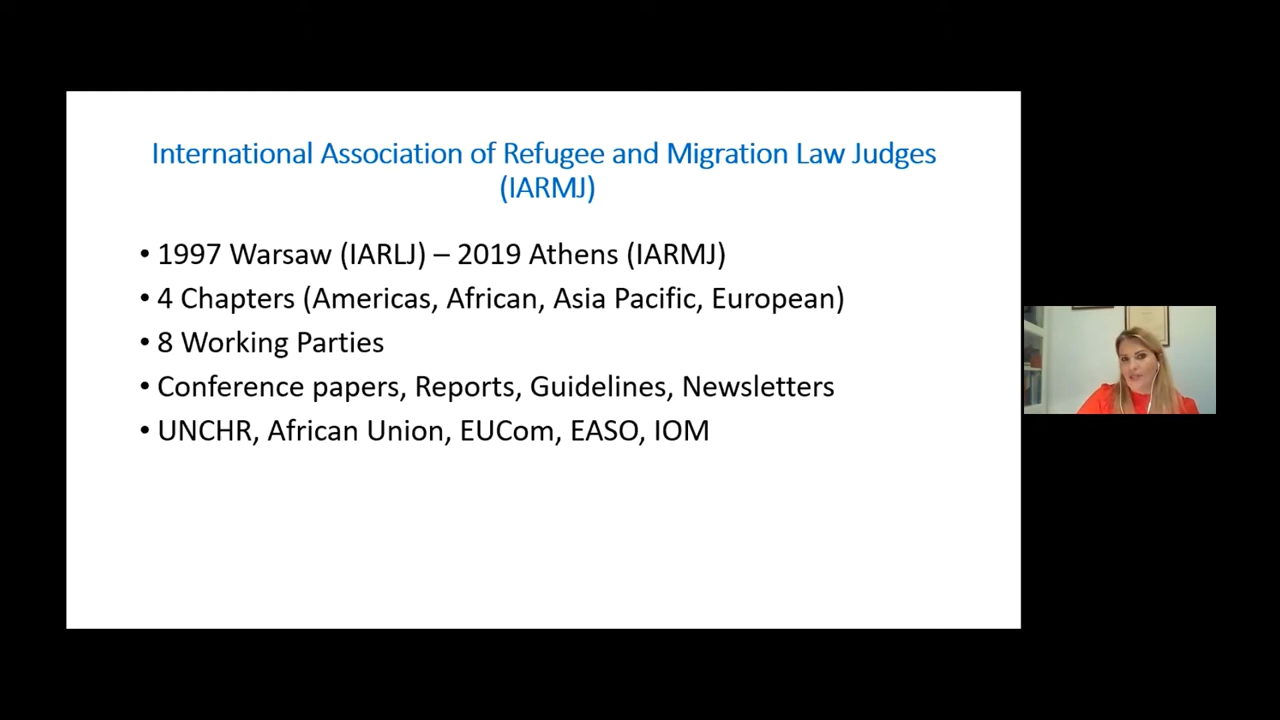 International Association of Refugee and Migration Law Judges
(IARMJ)
• 1997 Warsaw (IARLJ) – 2019 Athens (IARMJ)
• 4 Chapters (Americas, African, Asia Pacific, European)
• 8 Working Parties
• Conference papers, Reports, Guidelines, Newsletters
• UNCHR, African Union, EUCom, EASO, IOM